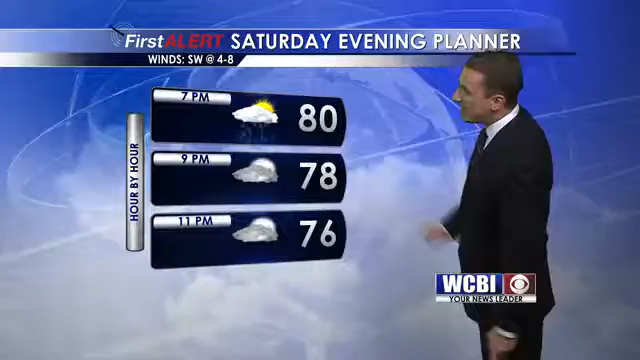 FirstALERT SATURDAY EVENING PLANNER
WINDS: SW @ 4-8
HOUR BY HOUR
7 PM
80
9 PM
78
11 PM
76
WCBI
YOUR NEWS LEADER